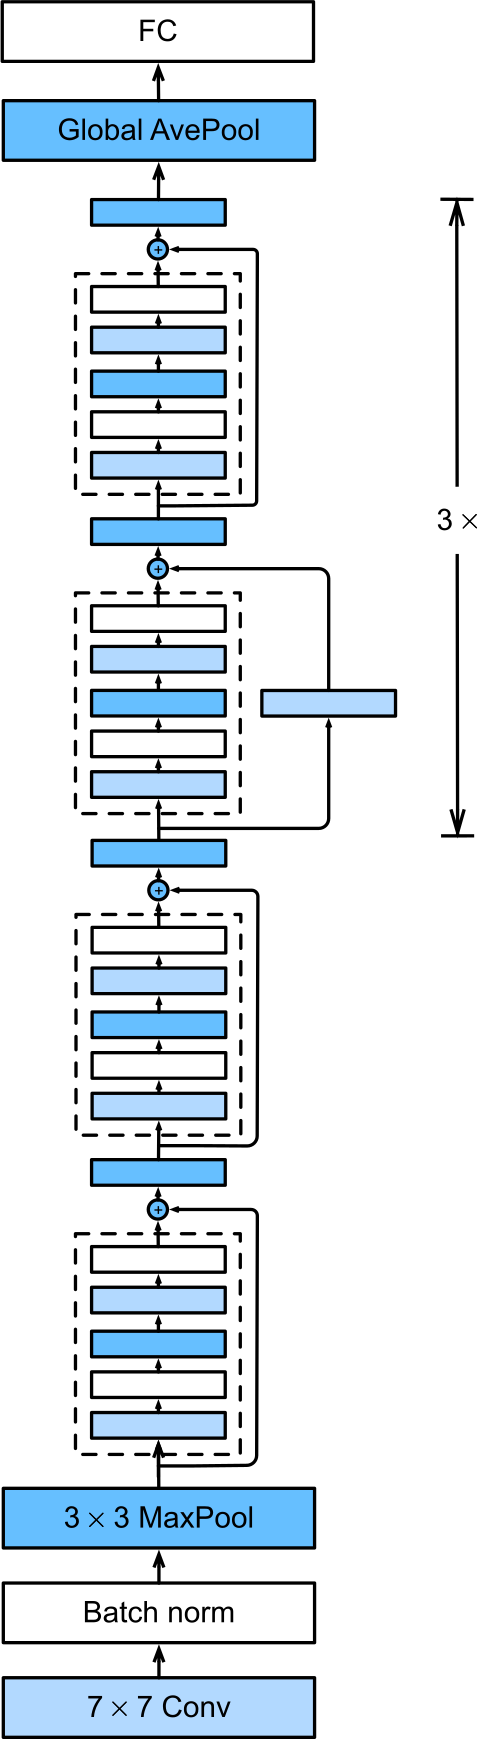 FC
Global AvePool
+
3 ×
+
+
+
3 × 3 MaxPool
Batch norm
7 × 7 Conv